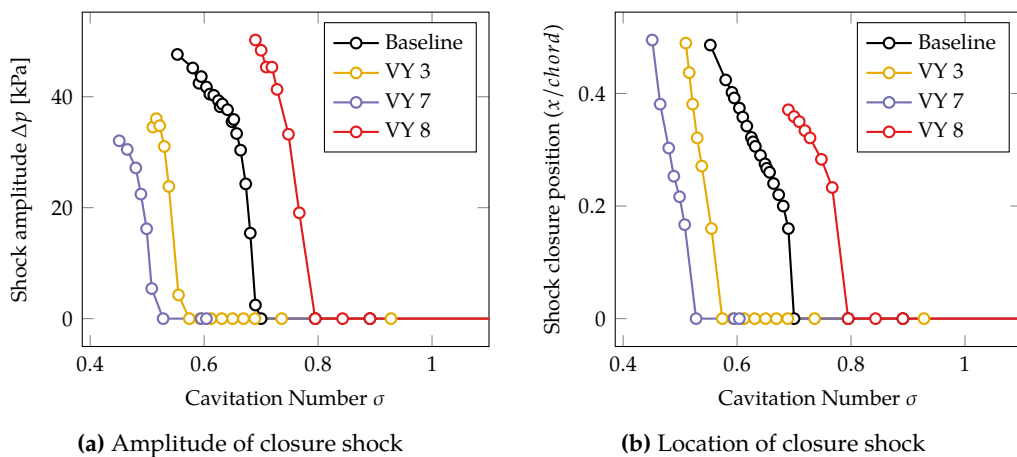 Shock amplitude Δp [kPa]
40
20
0
0.4
0.6
0.8
1
Cavitation Number σ
Baseline
VY 3
VY 7
VY 8
(a) Amplitude of closure shock
Shock closure position (x/chord)
0.4
0.2
0
0.4
0.6
0.8
1
Cavitation Number σ
Baseline
VY 3
VY 7
VY 8
(b) Location of closure shock